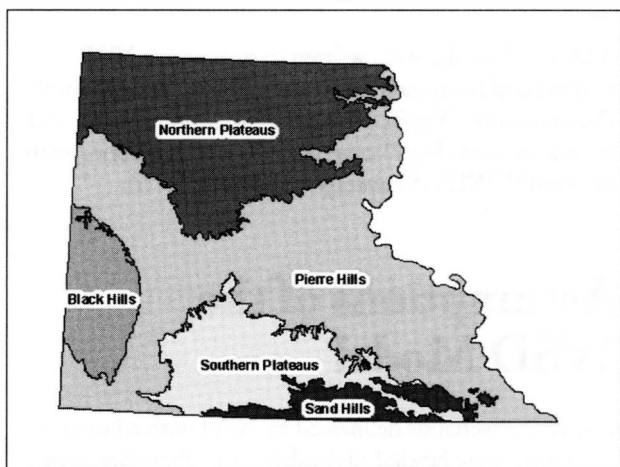 Northern Plateaus
Pierre Hills
Black Hills
Southern Plateaus
Sand Hills